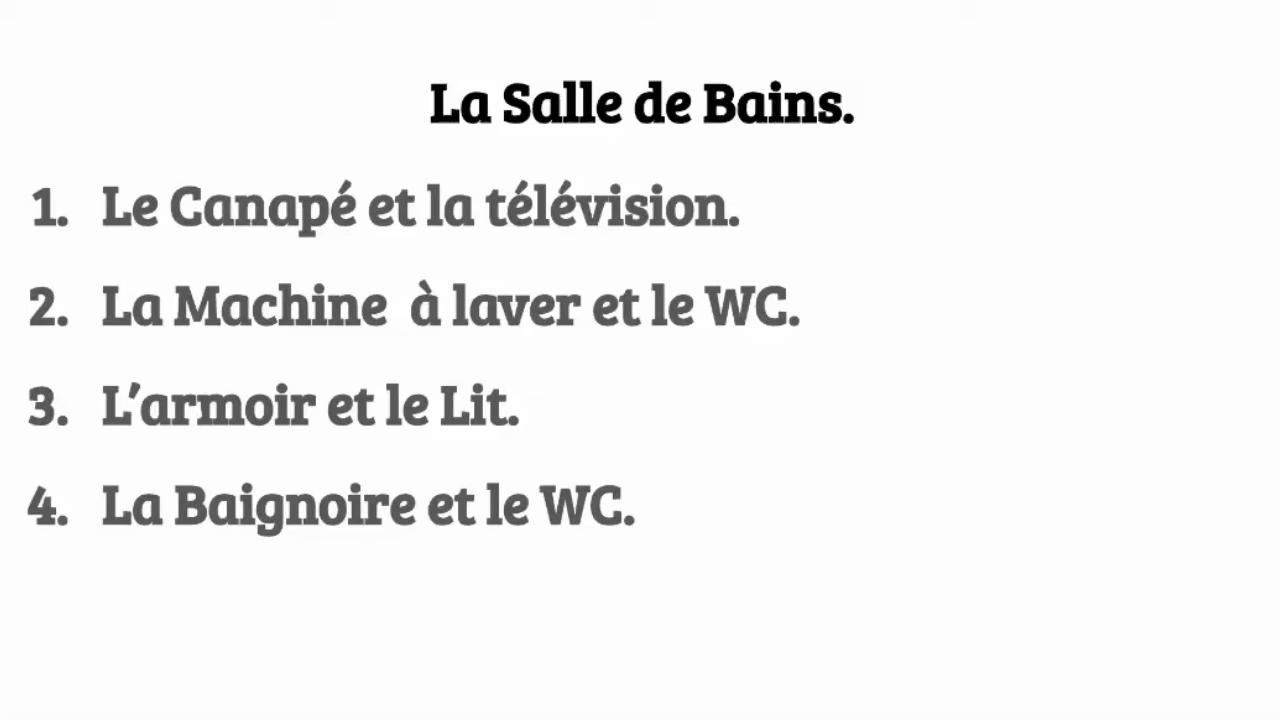 La Salle de Bains.
1. Le Canapé et la télévision.
2. La Machine à laver et le WC.
3. L’armoir et le Lit.
4. La Baignoire et le WC.